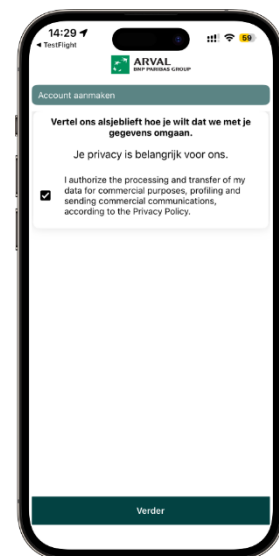 14:29
TestFlight
59
ARVAL
BNP PARIBAS GROUP
Account aanmaken
Vertel ons alsjeblieft hoe je wilt dat we met je
gegevens omgaan.
Je privacy is belangrijk voor ons.
I authorize the processing and transfer of my
data for commercial purposes, profiling and
sending commercial communications,
according to the Privacy Policy.
Verder